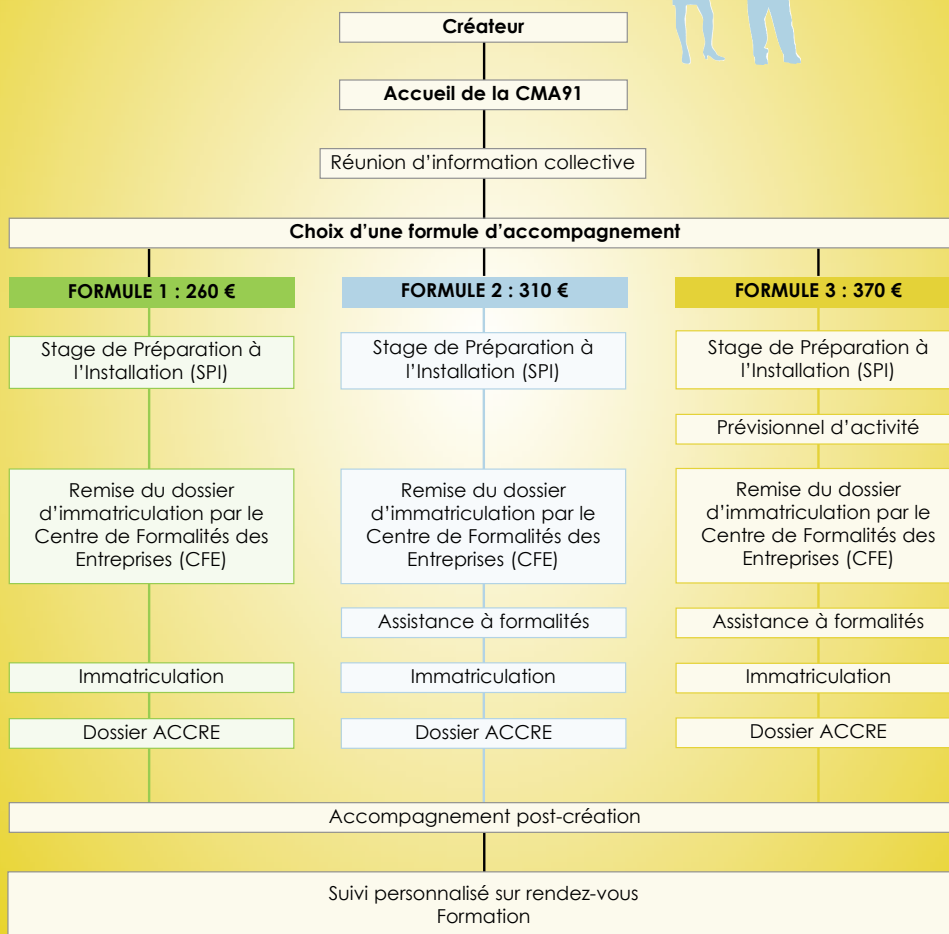 Créateur
Accueil de la CMA91
Réunion d'information collective
Choix d'une formule d'accompagnement
FORMULE 1 : 260 €
Stage de Préparation à
l'Installation (SPI)
Remise du dossier
d'immatriculation par le
Centre de Formalités des
Entreprises (CFE)
Immatriculation
Dossier ACCRE
FORMULE 2 : 310 €
Stage de Préparation à
l'Installation (SPI)
Remise du dossier
d'immatriculation par le
Centre de Formalités des
Entreprises (CFE)
Assistance à formalités
Immatriculation
Dossier ACCRE
FORMULE 3 : 370 €
Stage de Préparation à
l'Installation (SPI)
Prévisionnel d'activité
Remise du dossier
d'immatriculation par le
Centre de Formalités des
Entreprises (CFE)
Assistance à formalités
Immatriculation
Dossier ACCRE
Accompagnement post-création
Suivi personnalisé sur rendez-vous
Formation